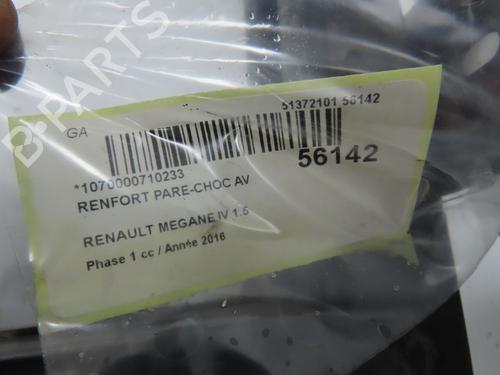 B-PARTS
GA
51372101 56142
*1070000710233
56142
RENFORT PARE-CHOC AV
RENAULT MEGANE IV 1.5
Phase 1 cc / Année 2016